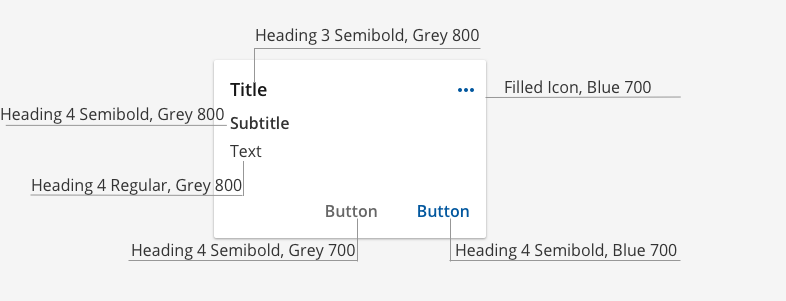 Heading 3 Semibold, Grey 800
Title
Filled Icon, Blue 700
Heading 4 Semibold, Grey 800
Subtitle
Text
Heading 4 Regular, Grey 800
Button
Button
Heading 4 Semibold, Grey 700
Heading 4 Semibold, Blue 700